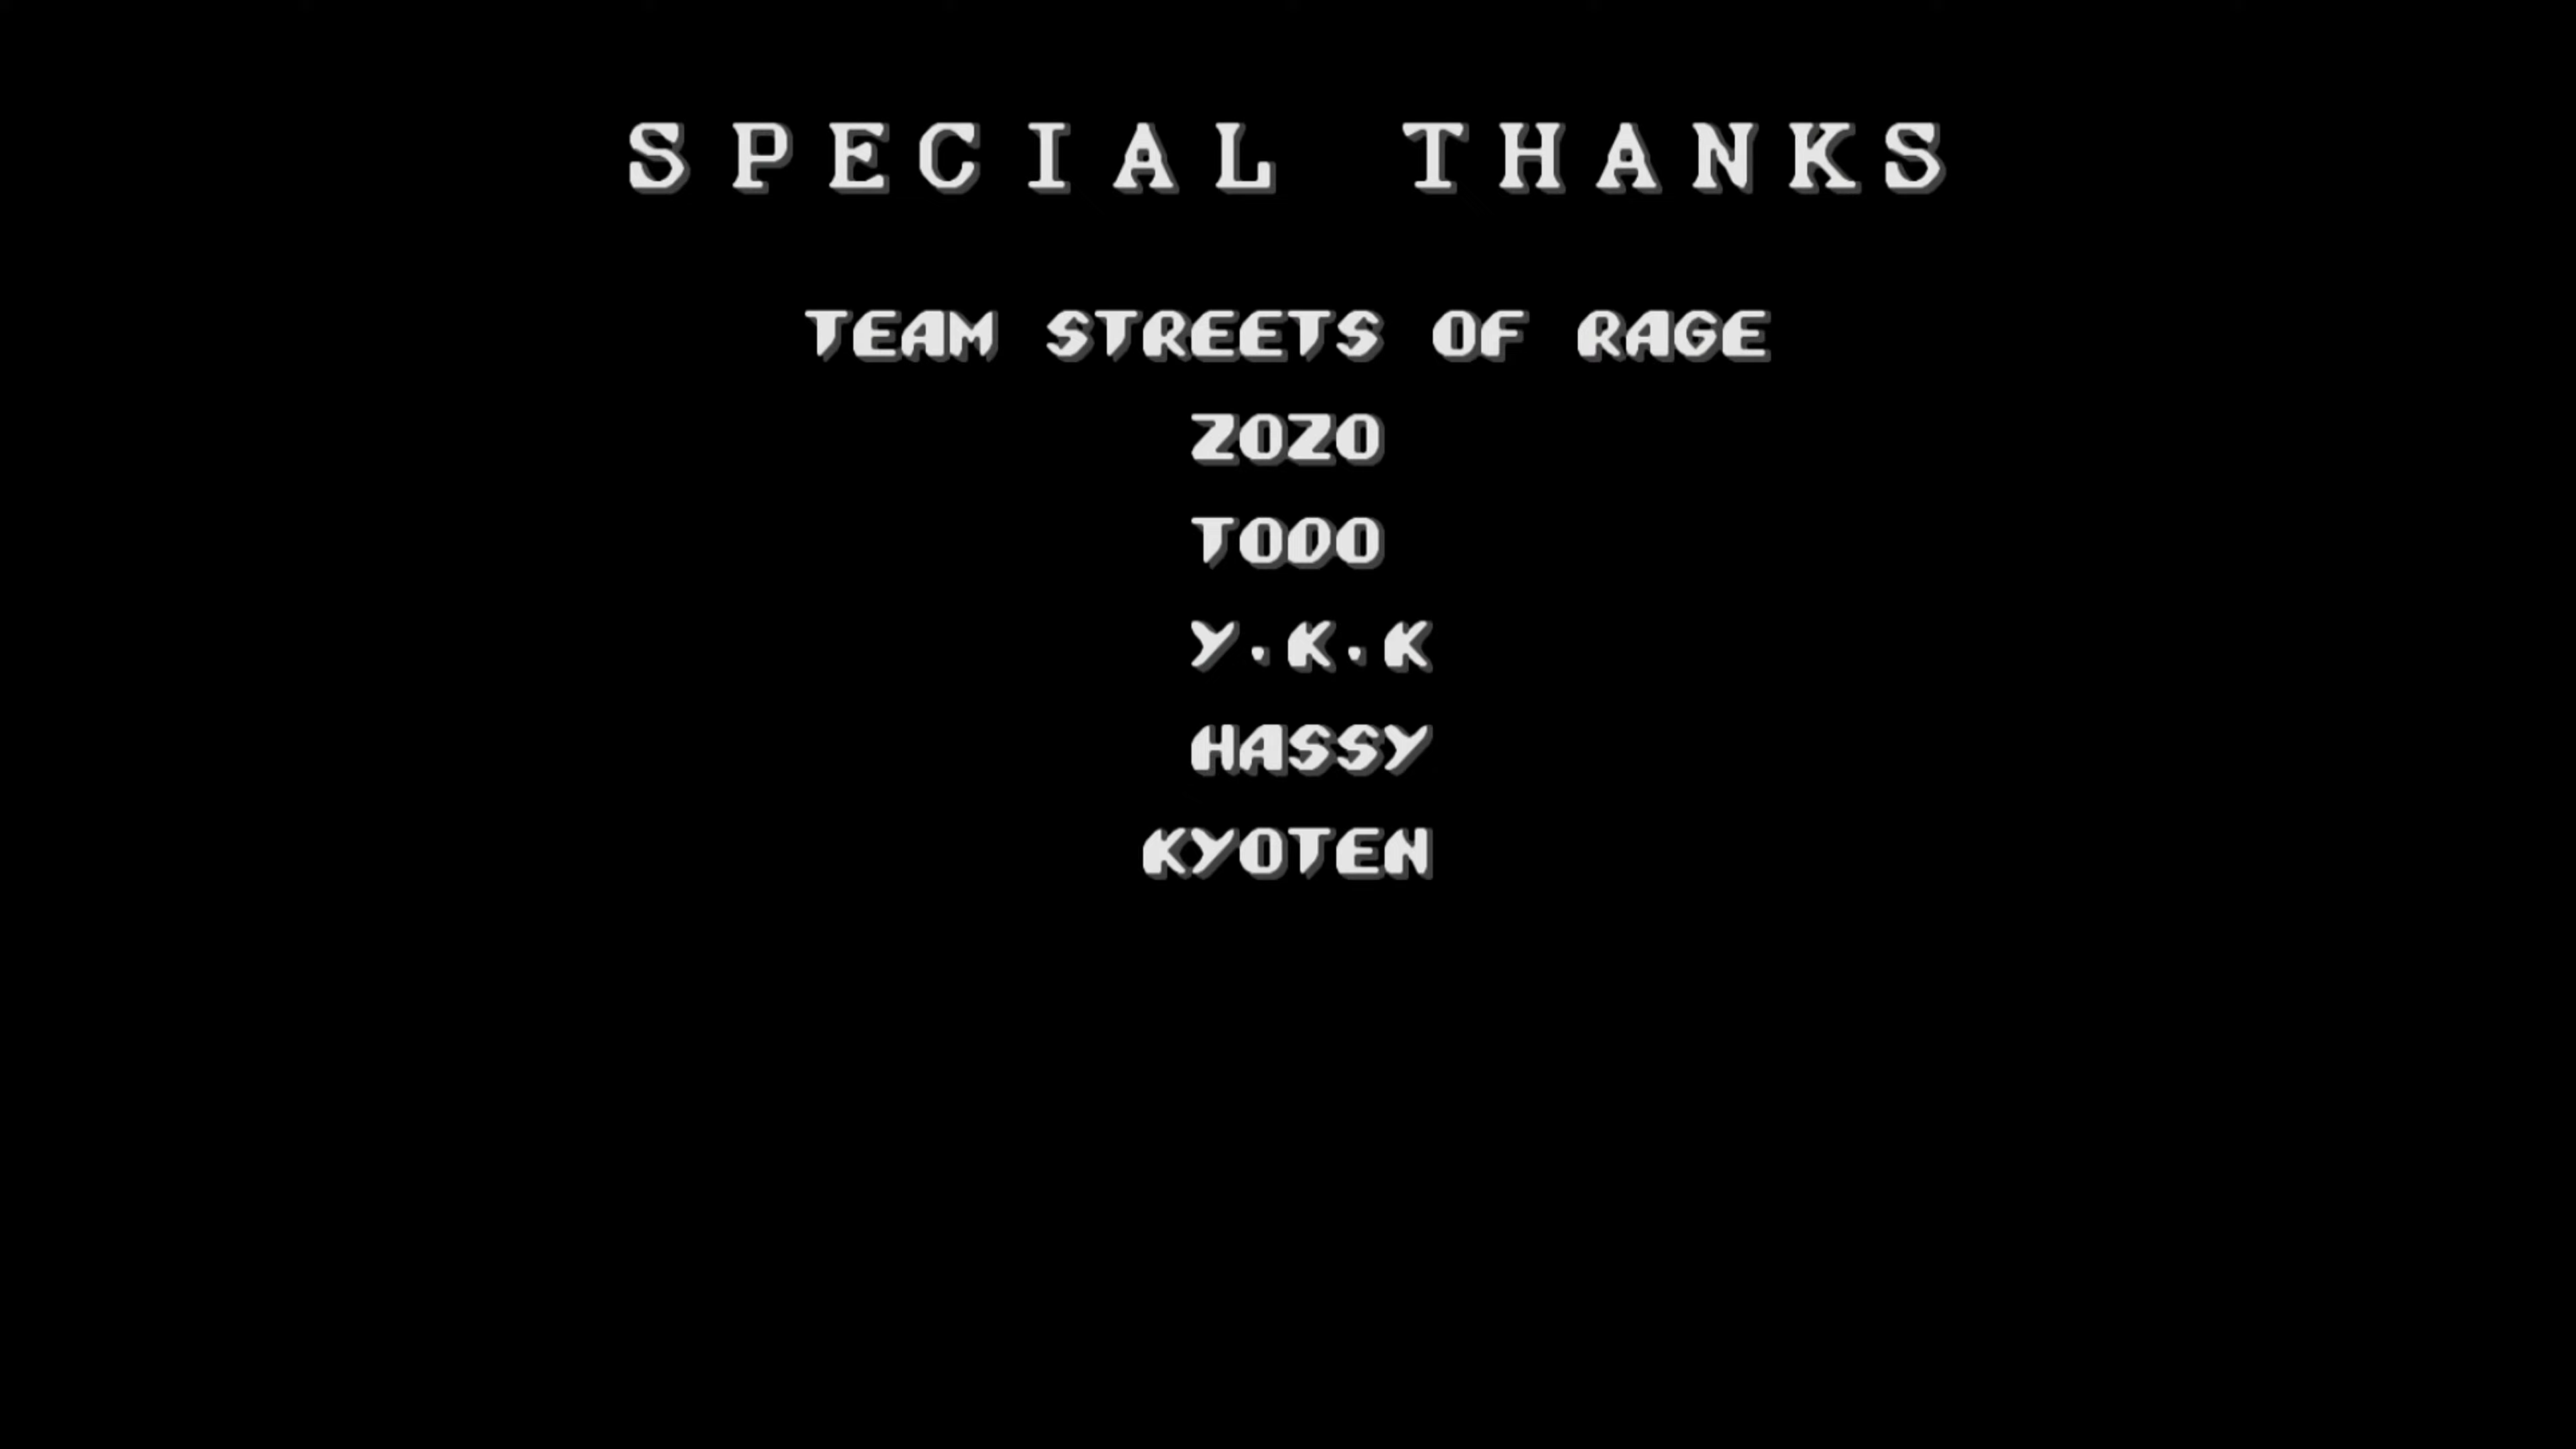 SPECIAL THANKS
TEAM STREETS OF RAGE
ZOZO
TODO
Y.K.K
HASSY
KYOTEN